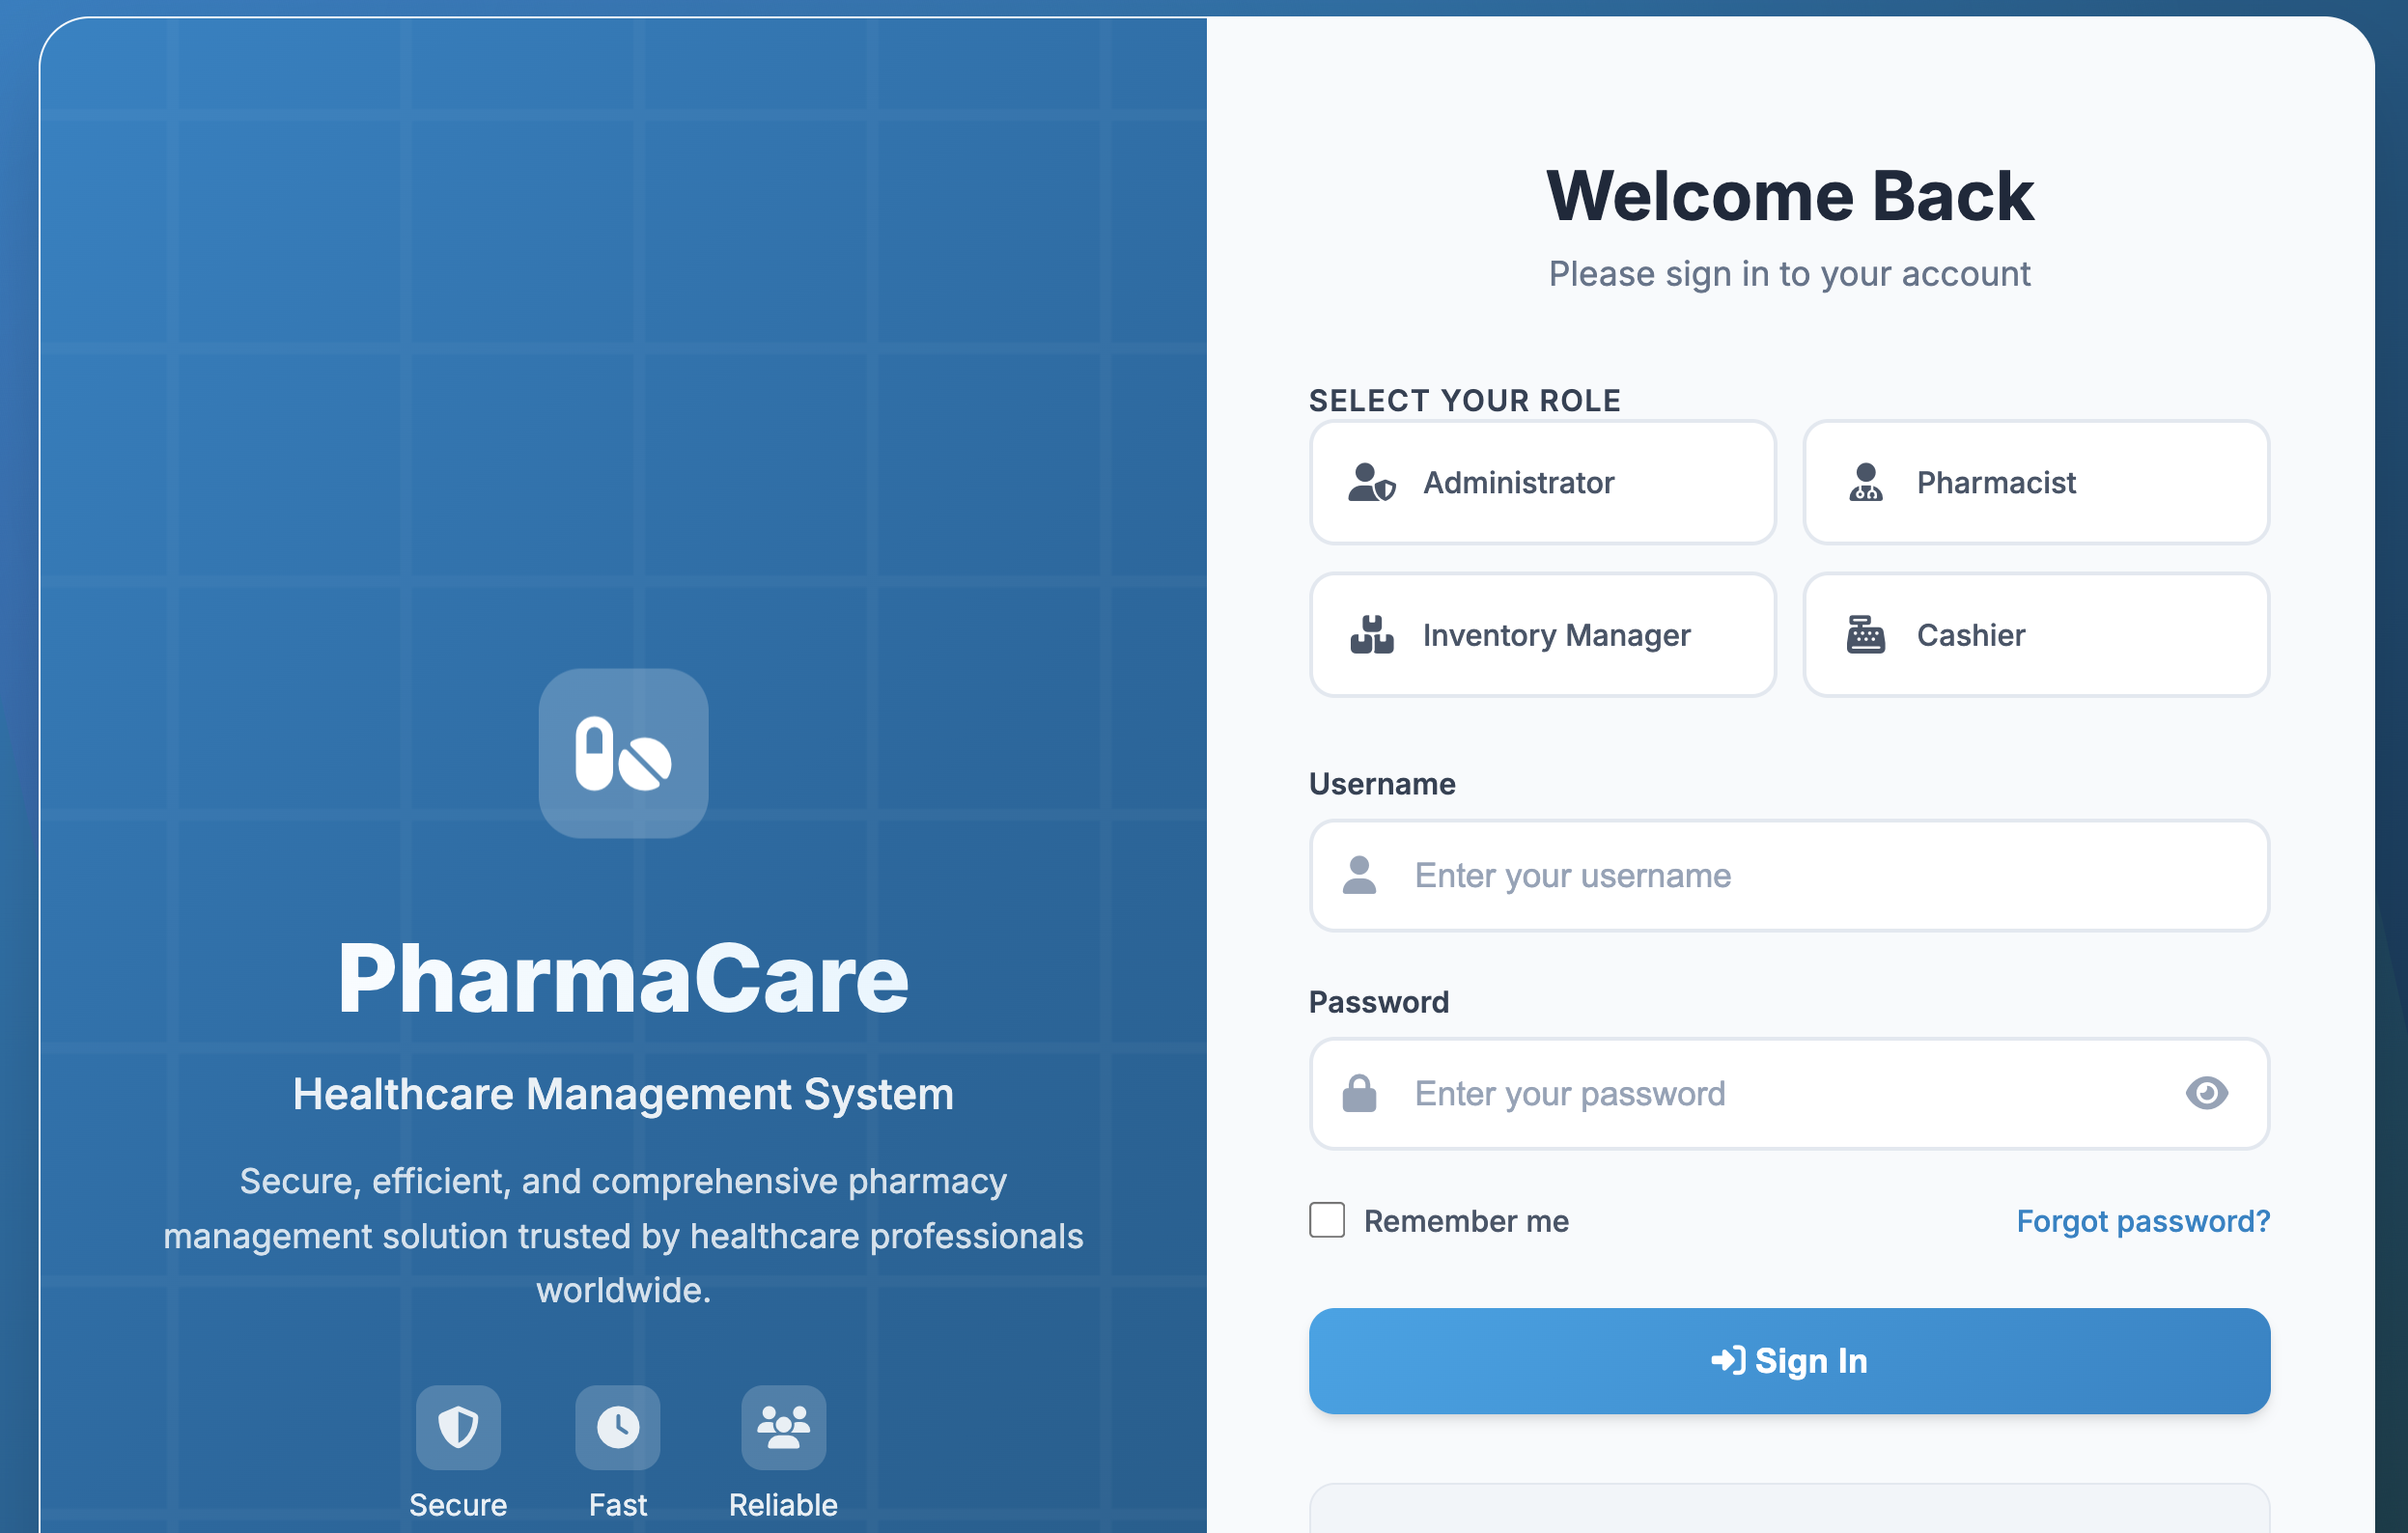 PharmaCare
Healthcare Management System
Secure, efficient, and comprehensive pharmacy
management solution trusted by healthcare professionals
worldwide.
Secure
Fast
Reliable
Welcome Back
Please sign in to your account
SELECT YOUR ROLE
Administrator
Pharmacist
Inventory Manager
Cashier
Username
Enter your username
Password
Enter your password
Remember me
Forgot password?
Sign In